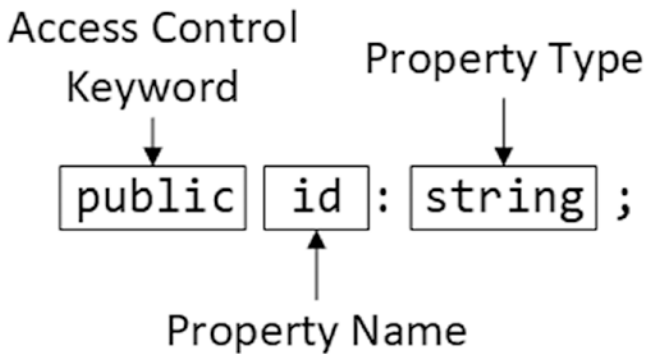 Access Control
Keyword
Property Type
public id : string ;
Property Name